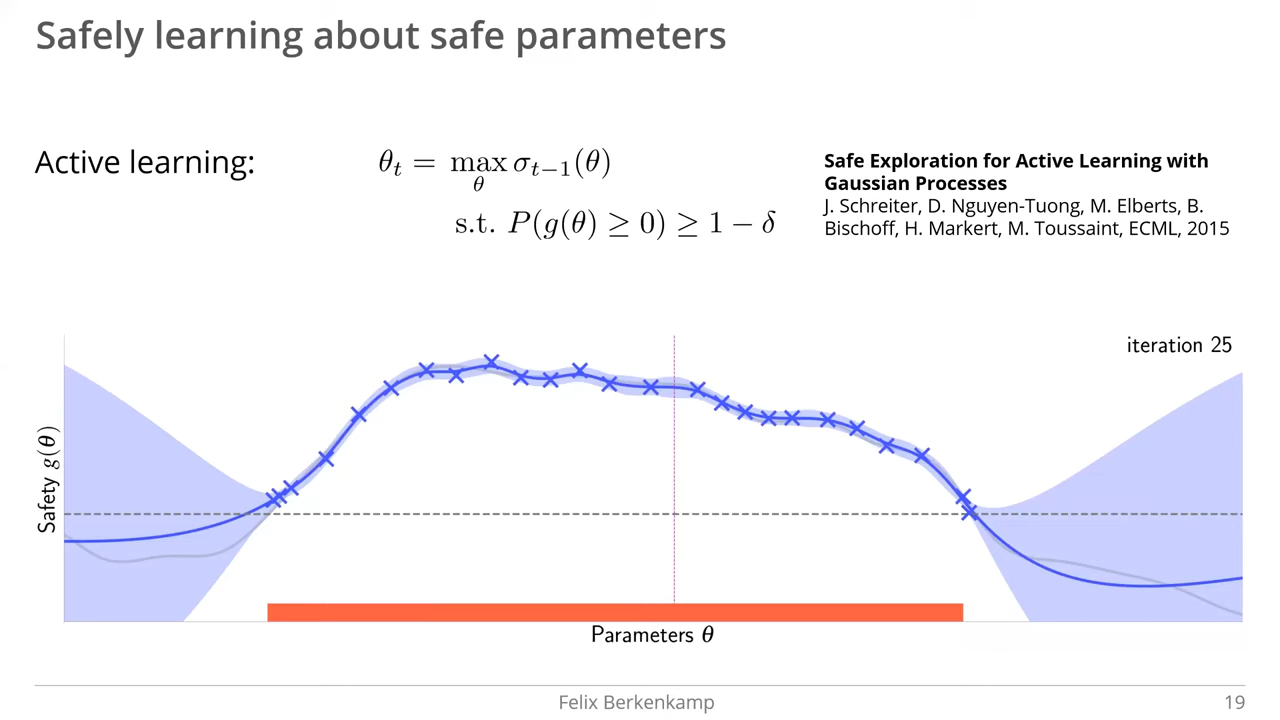 Safely learning about safe parameters
Active learning:
θ_t = max_θ σ_{t−1}(θ)
s.t. P(g(θ) ≥ 0) ≥ 1 − δ
Safe Exploration for Active Learning with
Gaussian Processes
J. Schreiter, D. Nguyen-Tuong, M. Elberts, B.
Bischoff, H. Markert, M. Toussaint, ECML, 2015
iteration 25
Safety g(θ)
Parameters θ
Felix Berkenkamp
19